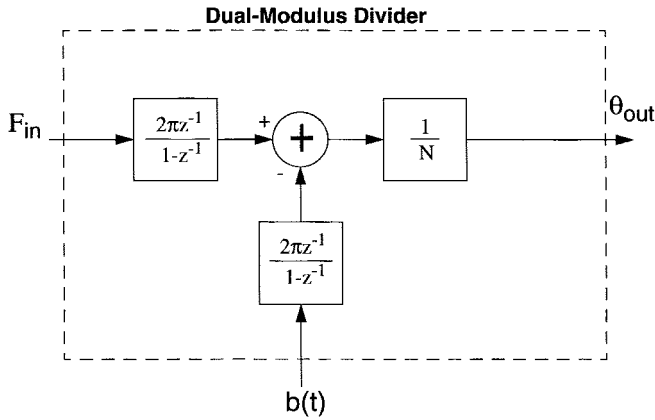 Dual-Modulus Divider
F_in
2πz⁻¹
1-z⁻¹
+
+
-
1
N
θ_out
2πz⁻¹
1-z⁻¹
b(t)